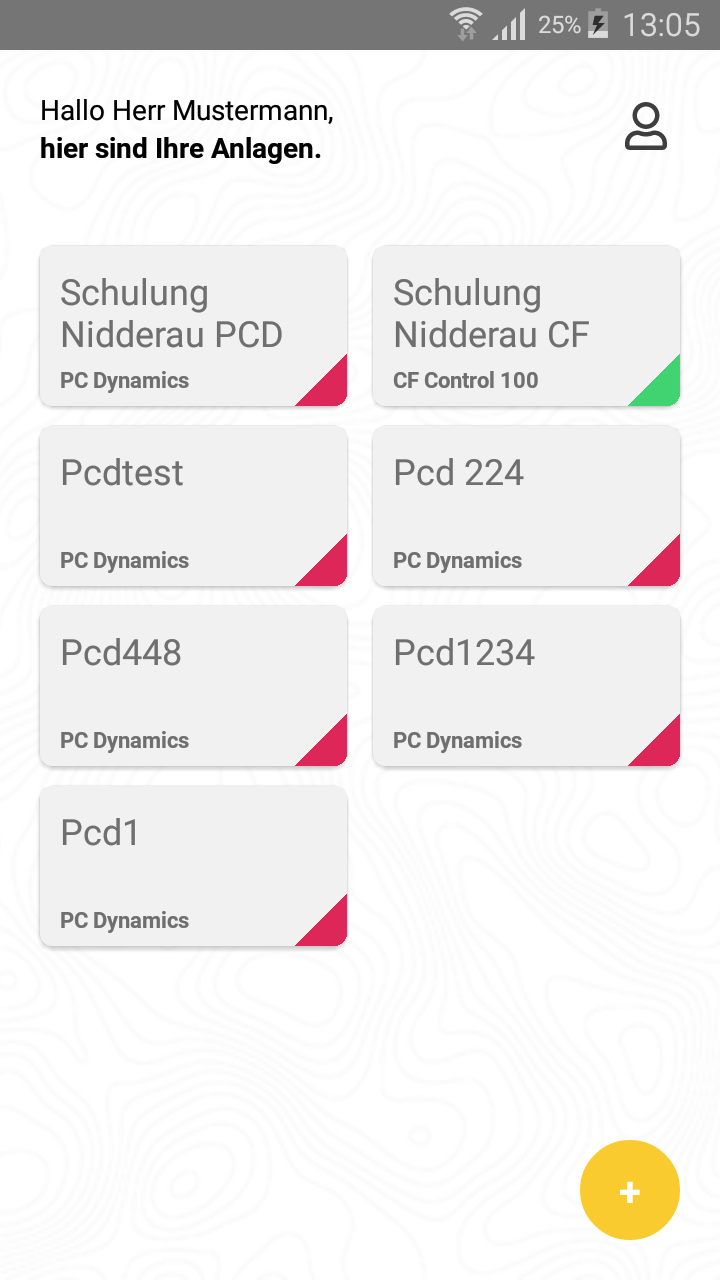 25% 13:05
Hallo Herr Mustermann,
hier sind Ihre Anlagen.
Schulung
Nidderau PCD
PC Dynamics
Schulung
Nidderau CF
CF Control 100
Pcdtest
PC Dynamics
Pcd 224
PC Dynamics
Pcd448
PC Dynamics
Pcd1234
PC Dynamics
Pcd1
PC Dynamics
+